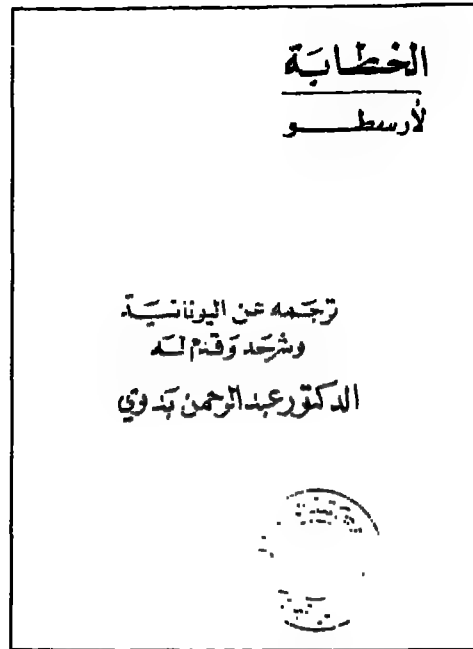 الخطابة
لأرسطو
ترجمه عن اليونانية
وشرحه وقدم له
الدكتور عبد الرحمن بدوي